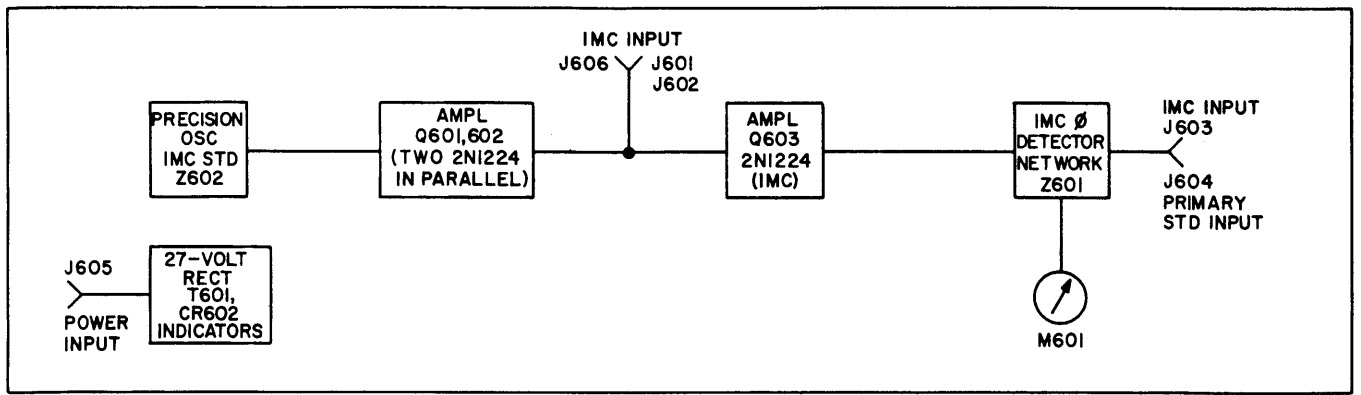 IMC INPUT
J606 J601
J602
PRECISION
OSC
IMC STD
Z602
AMPL
Q601,602
(TWO 2N1224
IN PARALLEL)
AMPL
Q603
2N1224
(IMC)
IMC Ø
DETECTOR
NETWORK
Z601
IMC INPUT
J603
J604
PRIMARY
STD INPUT
J605
POWER
INPUT
27-VOLT
RECT
T601,
CR602
INDICATORS
M601